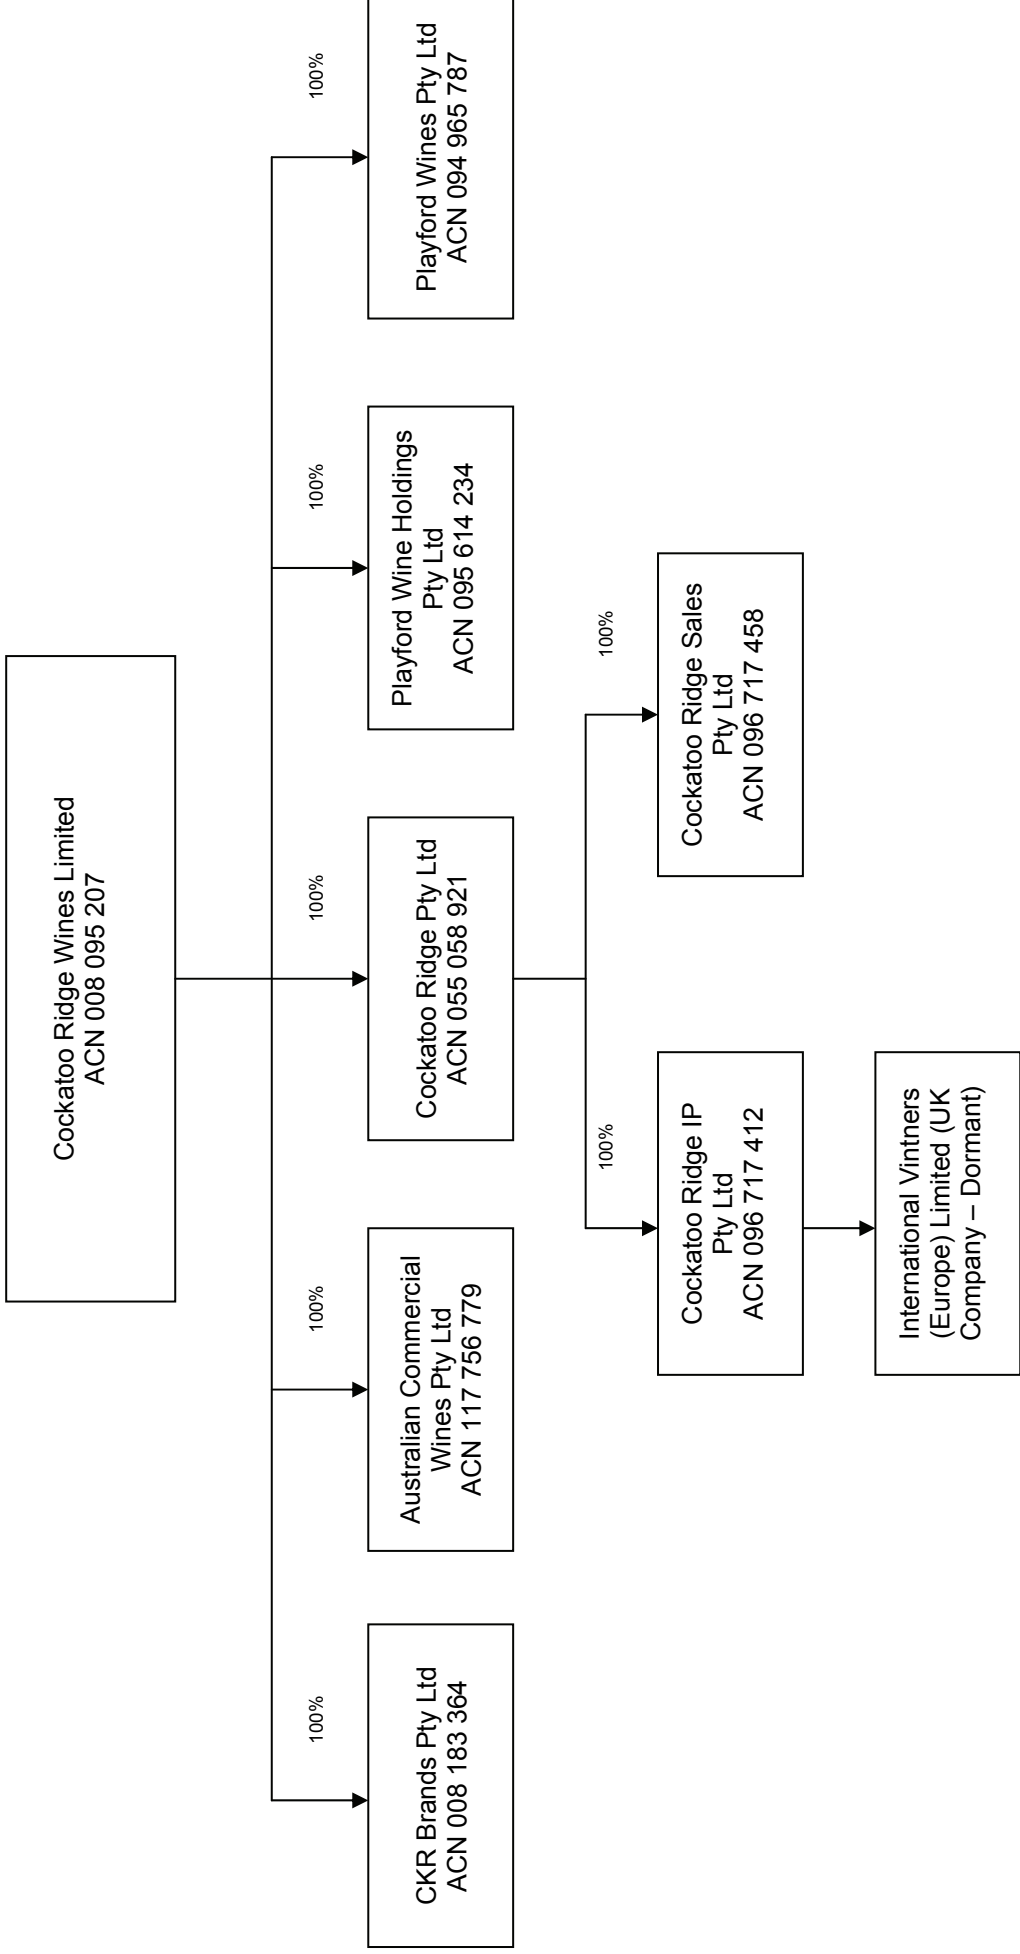 Cockatoo Ridge Wines Limited
ACN 008 095 207
100%
100%
100%
100%
100%
CKR Brands Pty Ltd
ACN 008 183 364
Australian Commercial
Wines Pty Ltd
ACN 117 756 779
Cockatoo Ridge Pty Ltd
ACN 055 058 921
Playford Wine Holdings
Pty Ltd
ACN 095 614 234
Playford Wines Pty Ltd
ACN 094 965 787
100%
100%
Cockatoo Ridge IP
Pty Ltd
ACN 096 717 412
Cockatoo Ridge Sales
Pty Ltd
ACN 096 717 458
International Vintners
(Europe) Limited (UK
Company – Dormant)